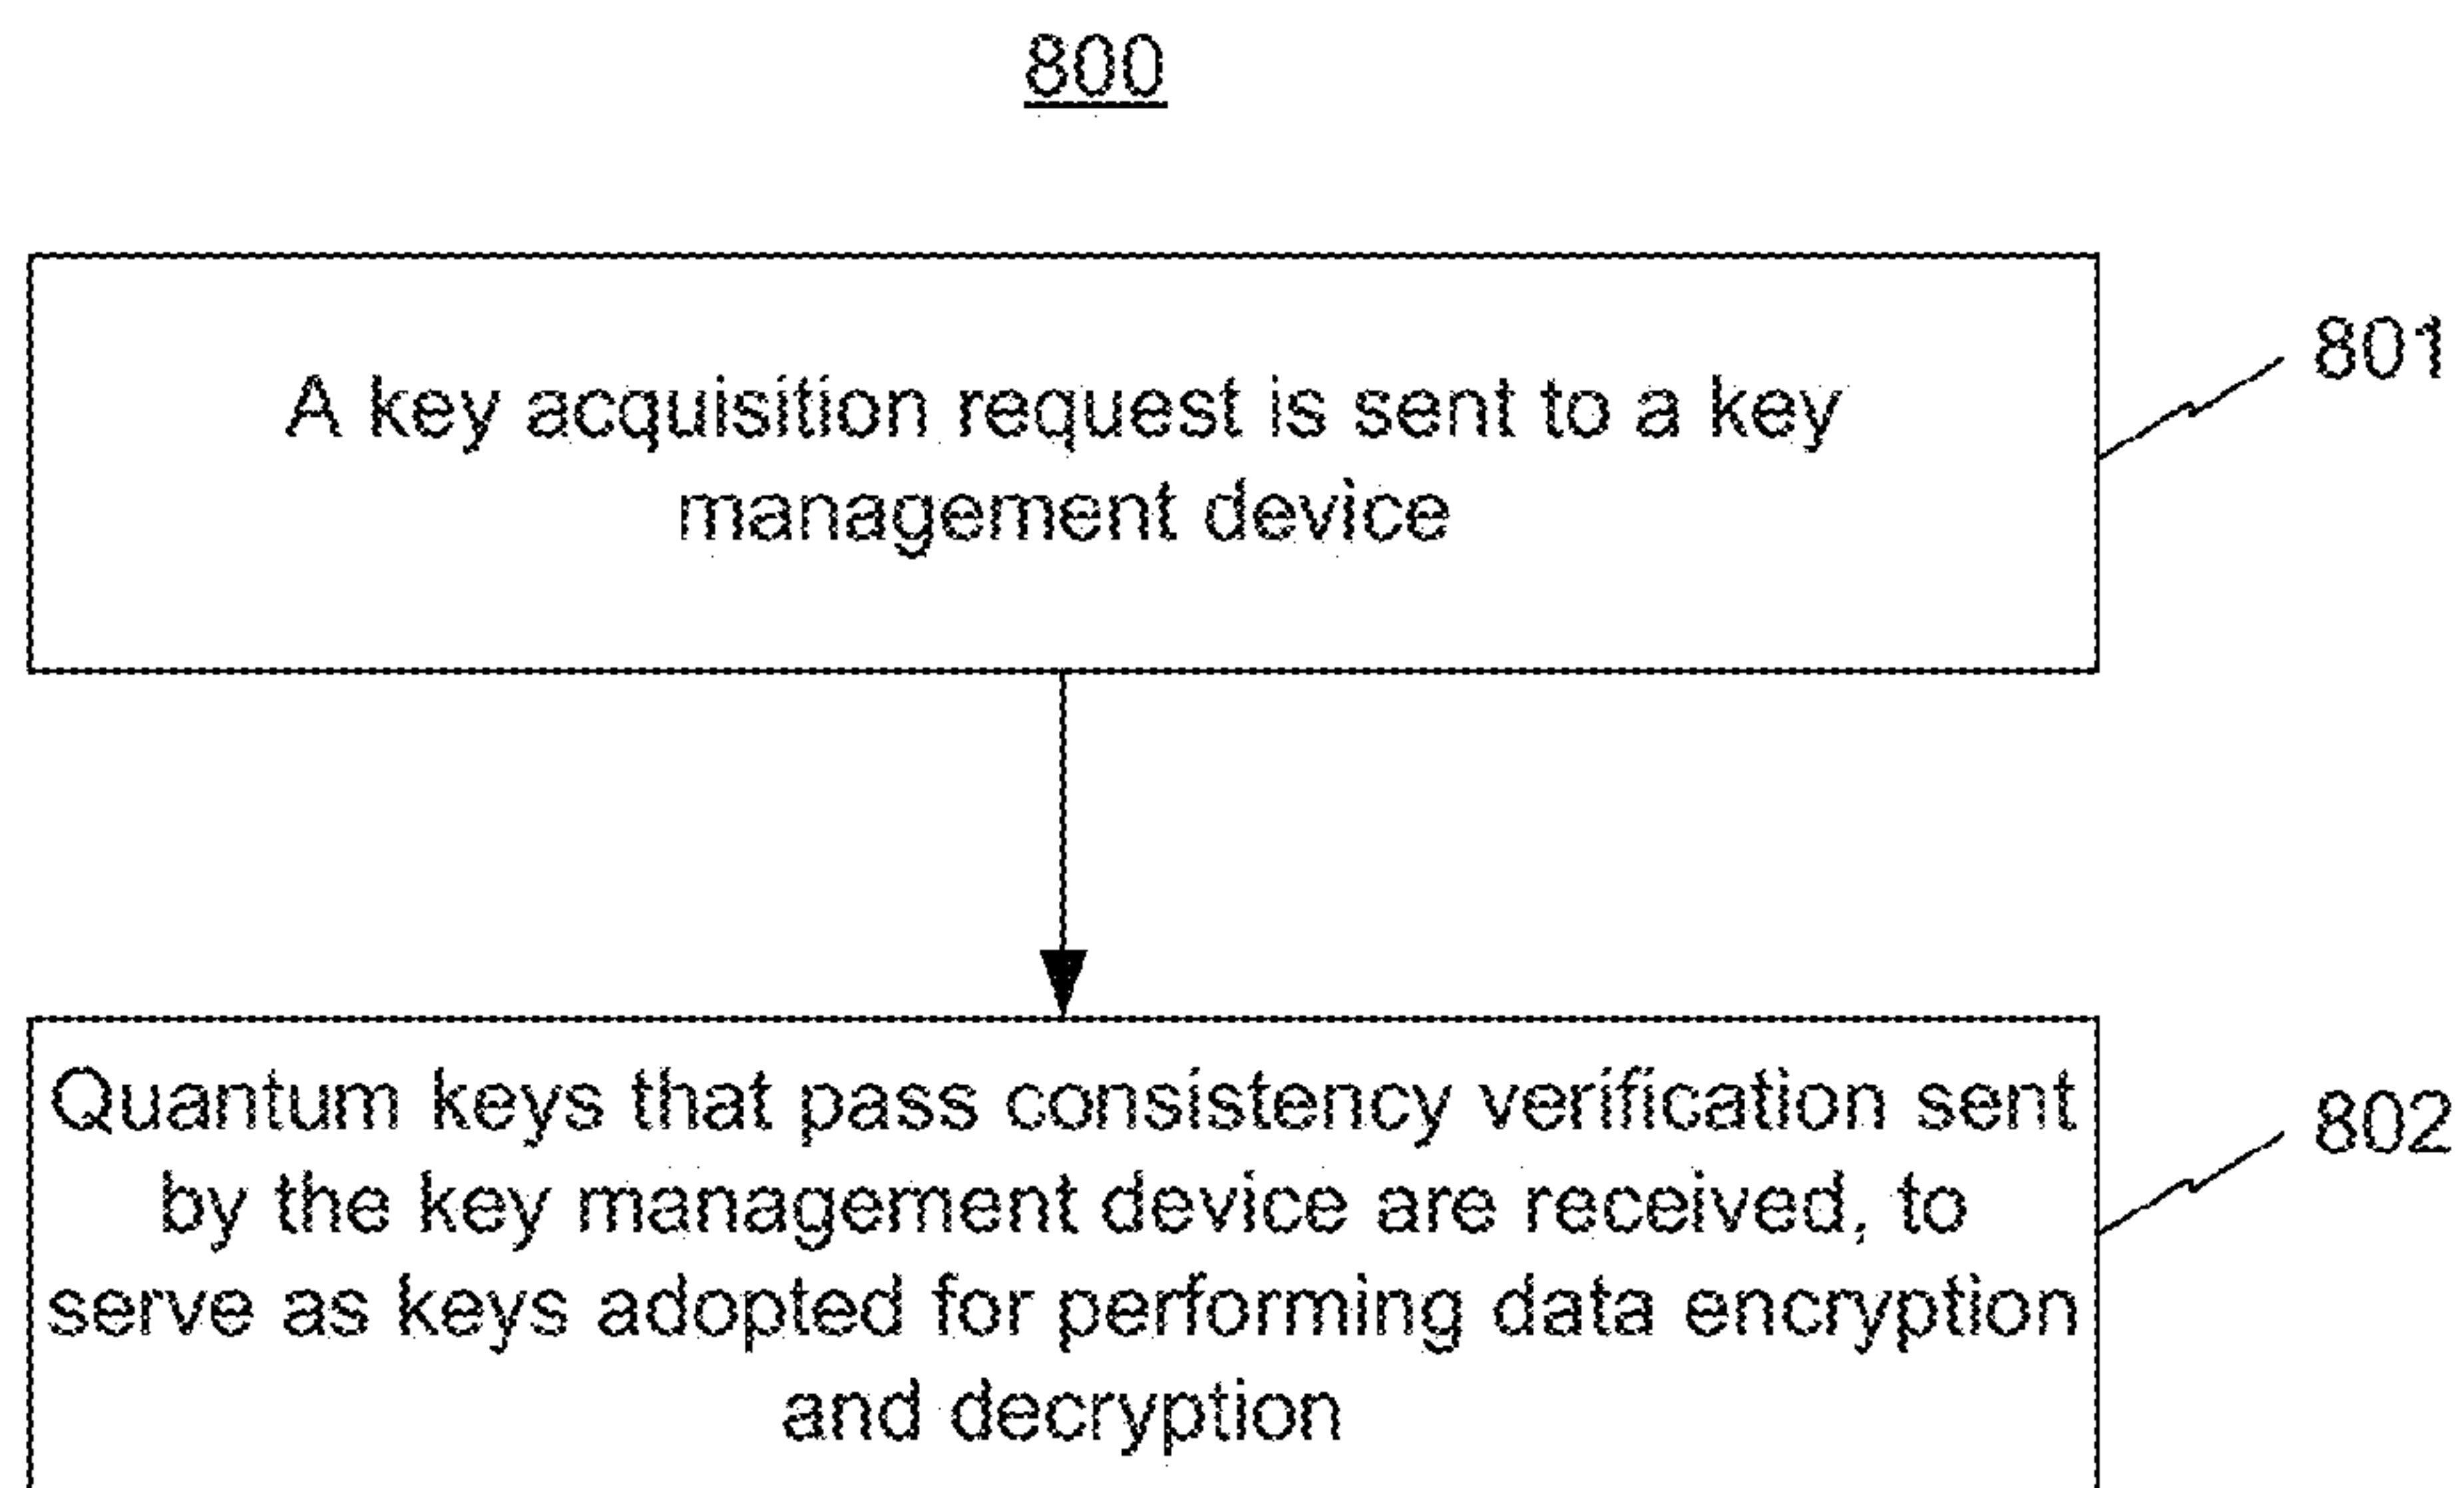 800
A key acquisition request is sent to a key
management device
801
Quantum keys that pass consistency verification sent
by the key management device are received, to
serve as keys adopted for performing data encryption
and decryption
802